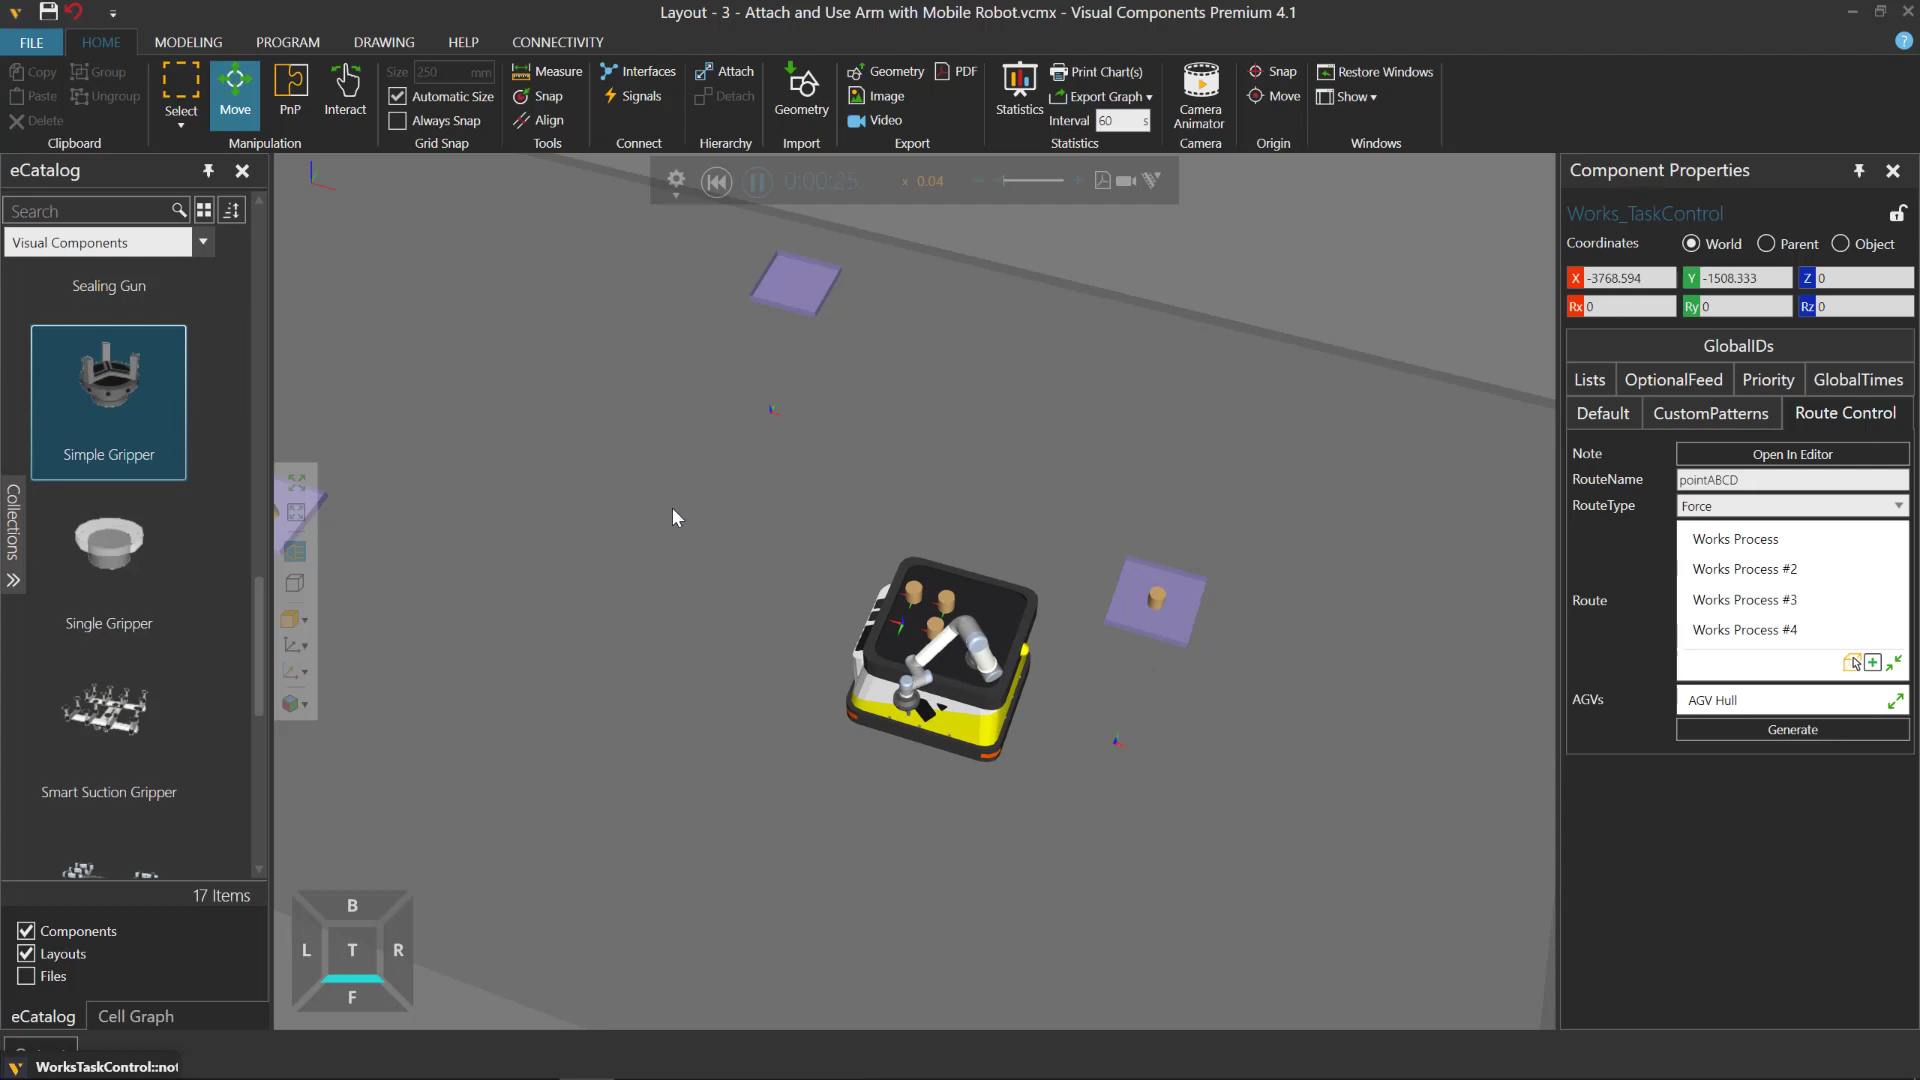 Layout - 3 - Attach and Use Arm with Mobile Robot.vcmx - Visual Components Premium 4.1
FILE HOME MODELING PROGRAM DRAWING HELP CONNECTIVITY
Copy Group
Paste Ungroup
Delete
Clipboard
Select Move PnP Interact
Manipulation
Size 250 mm
Automatic Size
Always Snap
Grid Snap
Measure
Snap
Align
Tools
Interfaces
Signals
Connect
Attach
Detach
Hierarchy
Geometry
Import
Geometry PDF
Image
Video
Export
Statistics
Print Chart(s)
Export Graph
Interval 60 s
Statistics
Camera
Animator
Camera
Snap
Move
Origin
Restore Windows
Show
Windows
eCatalog
Search
Visual Components
Sealing Gun
Simple Gripper
Single Gripper
Smart Suction Gripper
Collections
17 Items
Components
Layouts
Files
eCatalog Cell Graph
WorksTaskControl::not
0:00:25 x 0.04
B
L T R
F
Component Properties
Works_TaskControl
Coordinates World Parent Object
X -3768.594 Y -1508.333 Z 0
Rx 0 Ry 0 Rz 0
GlobalIDs
Lists OptionalFeed Priority GlobalTimes
Default CustomPatterns Route Control
Note Open In Editor
RouteName pointABCD
RouteType Force
Route
Works Process
Works Process #2
Works Process #3
Works Process #4
AGVs AGV Hull
Generate